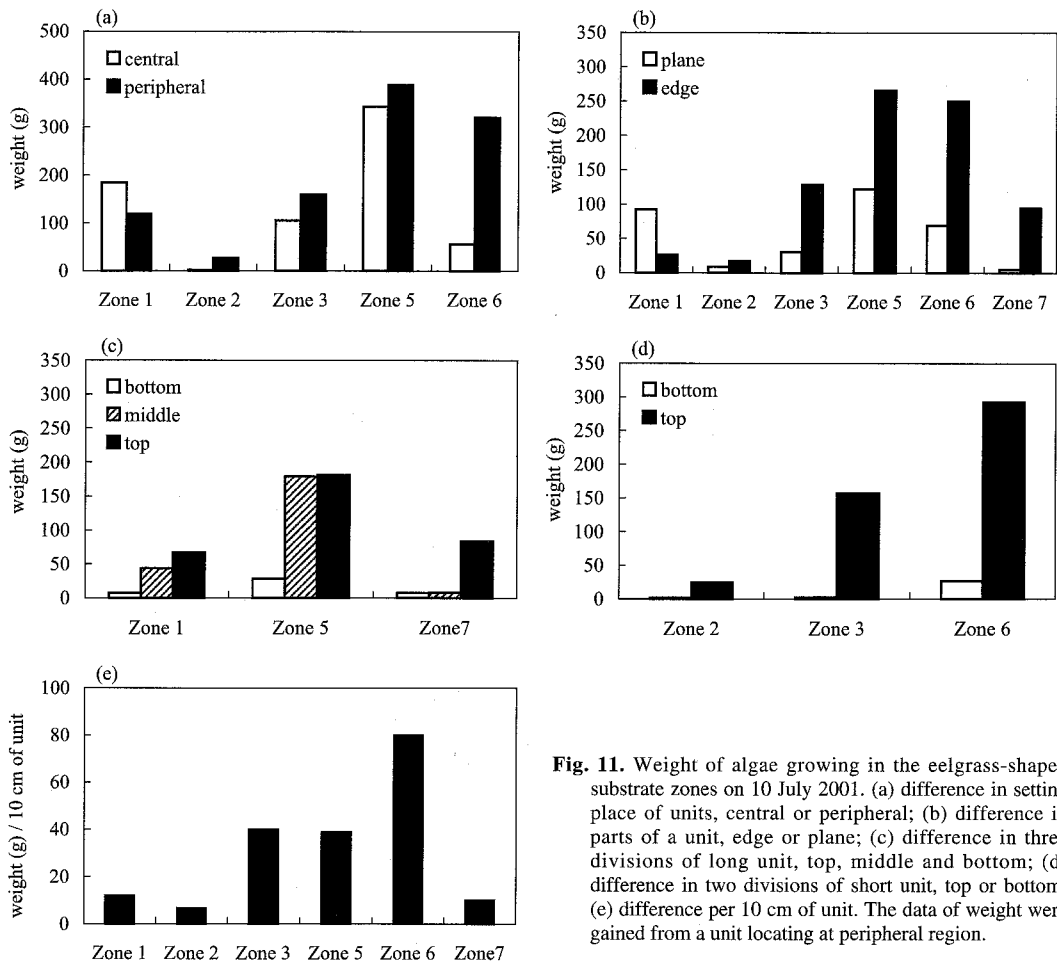 (a)
500
400
300
200
100
0
weight (g)
central
peripheral
Zone 1 Zone 2 Zone 3 Zone 5 Zone 6
(b)
350
300
250
200
150
100
50
0
weight (g)
plane
edge
Zone 1 Zone 2 Zone 3 Zone 5 Zone 6 Zone 7
(c)
350
300
250
200
150
100
50
0
weight (g)
bottom
middle
top
Zone 1 Zone 5 Zone7
(d)
350
300
250
200
150
100
50
0
weight (g)
bottom
top
Zone 2 Zone 3 Zone 6
(e)
100
80
60
40
20
0
weight (g) / 10 cm of unit
Zone 1 Zone 2 Zone 3 Zone 5 Zone 6 Zone7
Fig. 11. Weight of algae growing in the eelgrass-shape
substrate zones on 10 July 2001. (a) difference in settin
place of units, central or peripheral; (b) difference i
parts of a unit, edge or plane; (c) difference in thre
divisions of long unit, top, middle and bottom; (d
difference in two divisions of short unit, top or bottom
(e) difference per 10 cm of unit. The data of weight wer
gained from a unit locating at peripheral region.